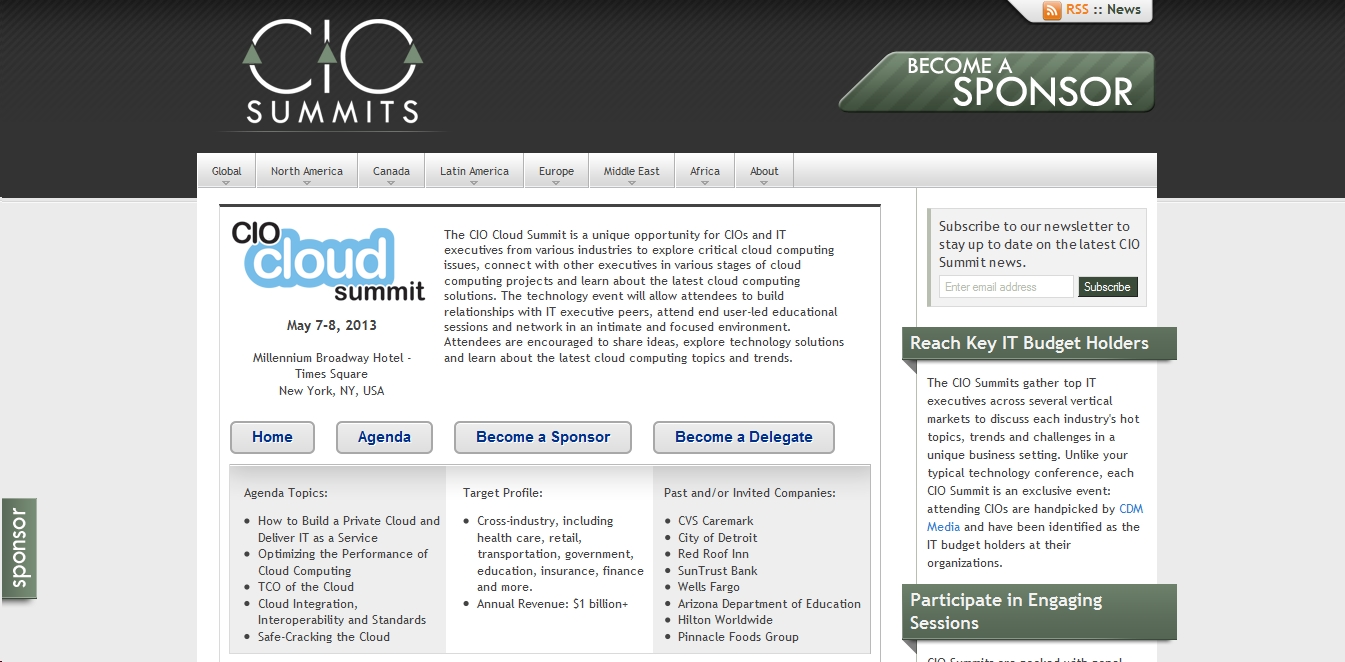 RSS :: News
CIO
SUMMITS
BECOME A
SPONSOR
Global
North America
Canada
Latin America
Europe
Middle East
Africa
About
CIO
cloud
summit
May 7-8, 2013
Millennium Broadway Hotel -
Times Square
New York, NY, USA
The CIO Cloud Summit is a unique opportunity for CIOs and IT
executives from various industries to explore critical cloud computing
issues, connect with other executives in various stages of cloud
computing projects and learn about the latest cloud computing
solutions. The technology event will allow attendees to build
relationships with IT executive peers, attend end user-led educational
sessions and network in an intimate and focused environment.
Attendees are encouraged to share ideas, explore technology solutions
and learn about the latest cloud computing topics and trends.
Home
Agenda
Become a Sponsor
Become a Delegate
Agenda Topics:
• How to Build a Private Cloud and
Deliver IT as a Service
• Optimizing the Performance of
Cloud Computing
• TCO of the Cloud
• Cloud Integration,
Interoperability and Standards
• Safe-Cracking the Cloud
Target Profile:
• Cross-industry, including
health care, retail,
transportation, government,
education, insurance, finance
and more.
• Annual Revenue: $1 billion+
Past and/or Invited Companies:
• CVS Caremark
• City of Detroit
• Red Roof Inn
• SunTrust Bank
• Wells Fargo
• Arizona Department of Education
• Hilton Worldwide
• Pinnacle Foods Group
Subscribe to our newsletter to
stay up to date on the latest CIO
Summit news.
Enter email address
Subscribe
Reach Key IT Budget Holders
The CIO Summits gather top IT
executives across several vertical
markets to discuss each industry's hot
topics, trends and challenges in a
unique business setting. Unlike your
typical technology conference, each
CIO Summit is an exclusive event:
attending CIOs are handpicked by CDM
Media and have been identified as the
IT budget holders at their
organizations.
Participate in Engaging
Sessions
CIO Summits are packed with panel
sponsor